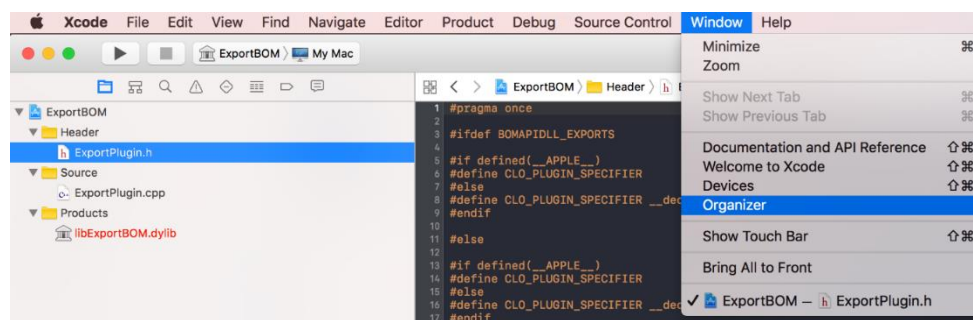 Xcode File Edit View Find Navigate Editor Product Debug Source Control Window Help
ExportBOM My Mac
ExportBOM Header h
ExportBOM
Header
h ExportPlugin.h
Source
ExportPlugin.cpp
Products
libExportBOM.dylib
1 #pragma once
2
3 #ifdef BOMAPIDLL_EXPORTS
4
5 #if defined(__APPLE__)
6 #define CLO_PLUGIN_SPECIFIER
7 #else
8 #define CLO_PLUGIN_SPECIFIER __dec
9 #endif
10
11 #else
12
13 #if defined(__APPLE__)
14 #define CLO_PLUGIN_SPECIFIER
15 #else
16 #define CLO_PLUGIN_SPECIFIER __dec
17 #endif
Minimize ⌘
Zoom
Show Next Tab ⌘
Show Previous Tab ⌘
Documentation and API Reference ⇧⌘
Welcome to Xcode ⇧⌘
Devices ⇧⌘
Organizer
Show Touch Bar ⇧⌘
Bring All to Front
✓ ExportBOM — h ExportPlugin.h